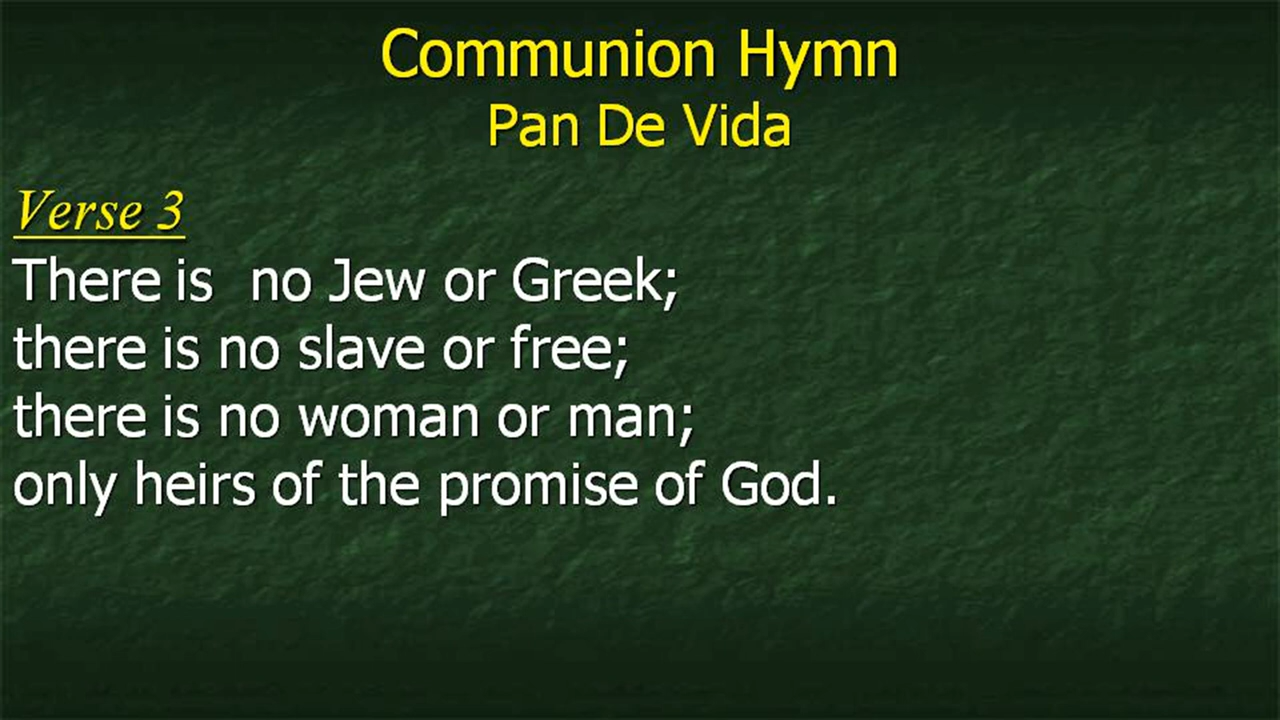 Communion Hymn
Pan De Vida
Verse 3
There is  no Jew or Greek;
there is no slave or free;
there is no woman or man;
only heirs of the promise of God.